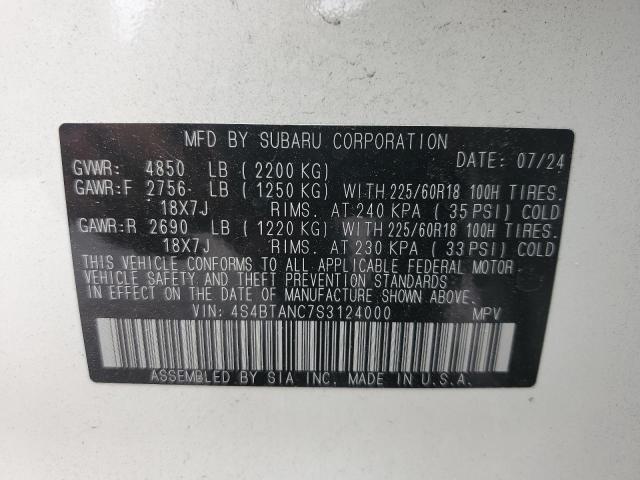 MFD BY SUBARU CORPORATION
DATE: 07/24
GVWR: 4850 LB (2200 KG)
GAWR:F 2756 LB (1250 KG) WITH 225/60R18 100H TIRES.
18X7J RIMS. AT 240 KPA (35 PSI) COLD
GAWR:R 2690 LB (1220 KG) WITH 225/60R18 100H TIRES.
18X7J RIMS. AT 230 KPA (33 PSI) COLD
THIS VEHICLE CONFORMS TO ALL APPLICABLE FEDERAL MOTOR
VEHICLE SAFETY AND THEFT PREVENTION STANDARDS
IN EFFECT ON THE DATE OF MANUFACTURE SHOWN ABOVE.
VIN: 4S4BTANC7S3124000 MPV
ASSEMBLED BY SIA INC. MADE IN U.S.A.